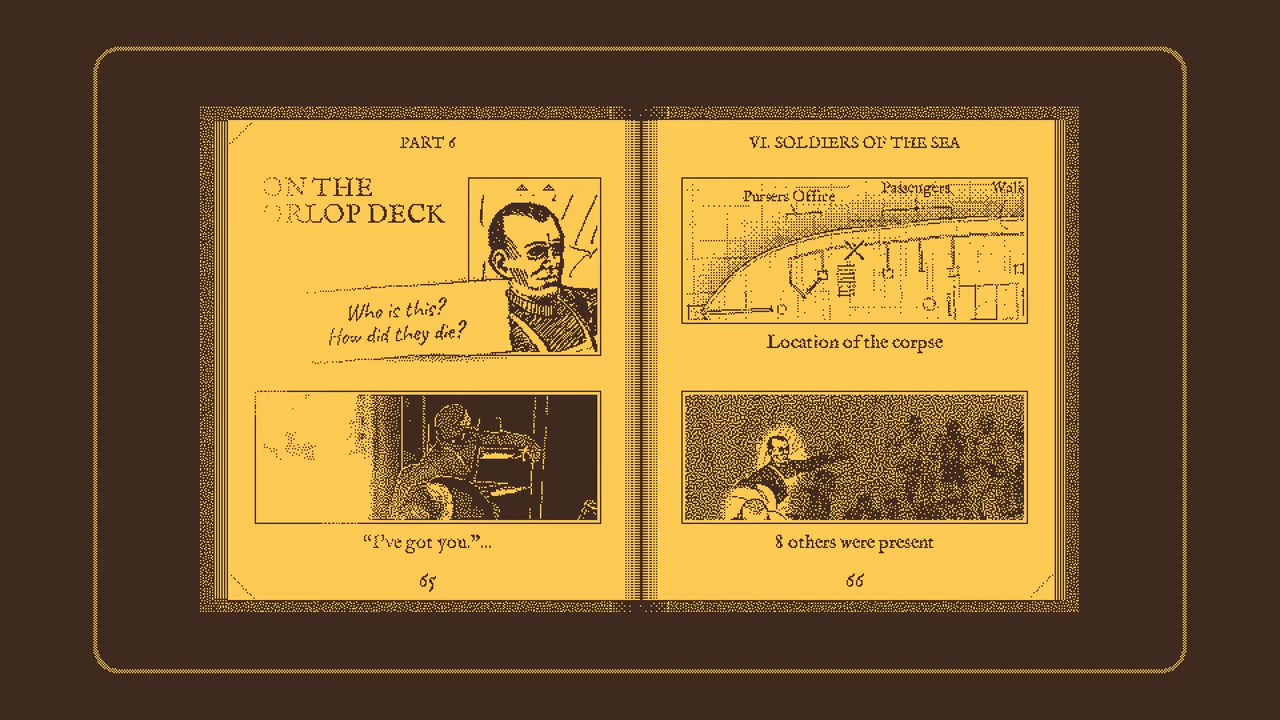 PART 6
ON THE
ORLOP DECK
Who is this?
How did they die?
“I’ve got you.”...
65
VI. SOLDIERS OF THE SEA
Pursers Office
Passengers
Walk
Location of the corpse
8 others were present
66